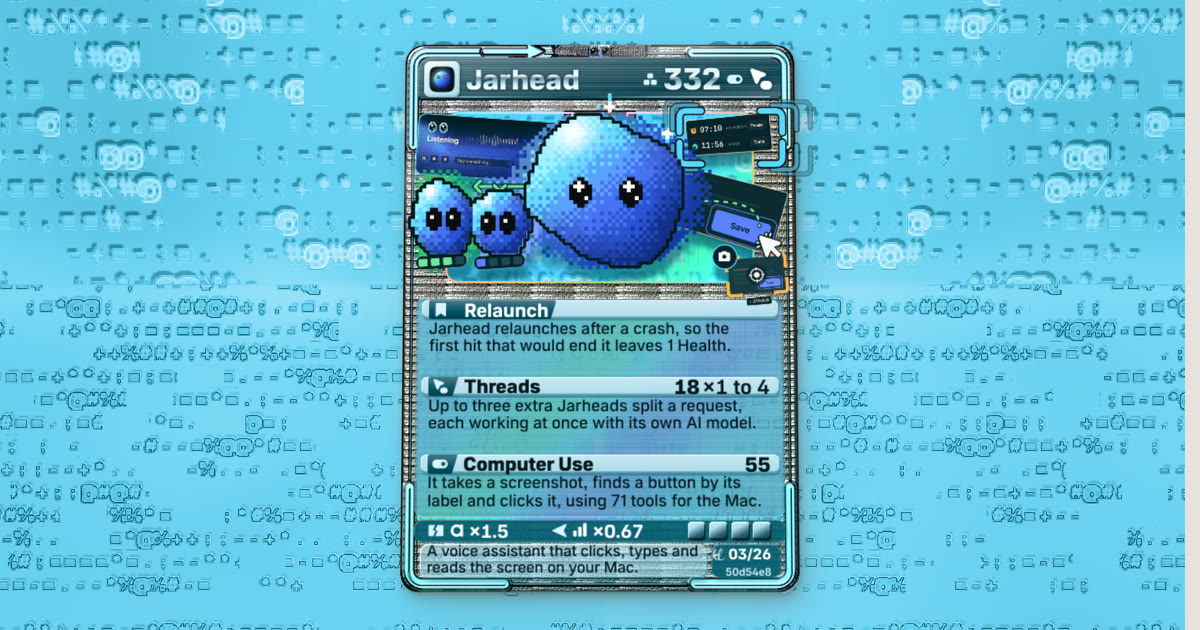 Jarhead
332
Listening
07:10
11:56
Save
Relaunch
Jarhead relaunches after a crash, so the
first hit that would end it leaves 1 Health.
Threads 18×1 to 4
Up to three extra Jarheads split a request,
each working at once with its own AI model.
Computer Use 55
It takes a screenshot, finds a button by its
label and clicks it, using 71 tools for the Mac.
×1.5 ×0.67
A voice assistant that clicks, types and
reads the screen on your Mac.
03/26
50d54e8